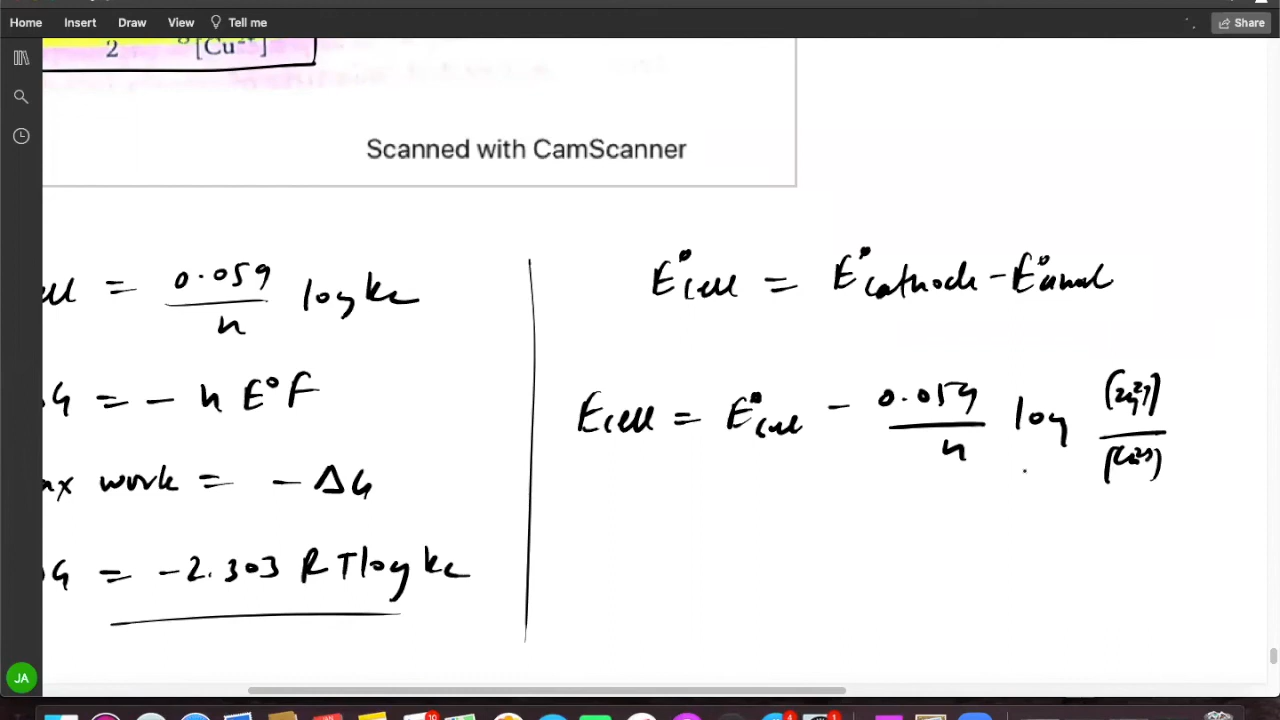 Home Insert Draw View Tell me Share
2 [Cu²⁺]
Scanned with CamScanner
ell = 0.059/n log Kc
G = - n E°F
ax work = - ΔG
G = -2.303 RT log Kc
E°cell = E°cathode - E°anode
Ecell = E°cell - 0.059/n log [Zn²⁺]/[Cu²⁺]
JA